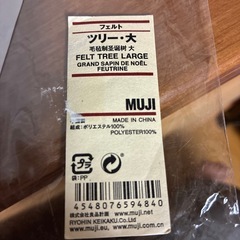 フェルト
ツリー・大
毛毡制圣诞树 大
FELT TREE LARGE
GRAND SAPIN DE NOËL
FEUTRINE
MUJI
MADE IN CHINA
組成:ポリエステル100%
POLYESTER100%
プラ
袋:PP
4548076594840
株式会社良品計画 www.muji.net
RYOHIN KEIKAKU Co.,Ltd.
www.muji.eu, www.muji.com